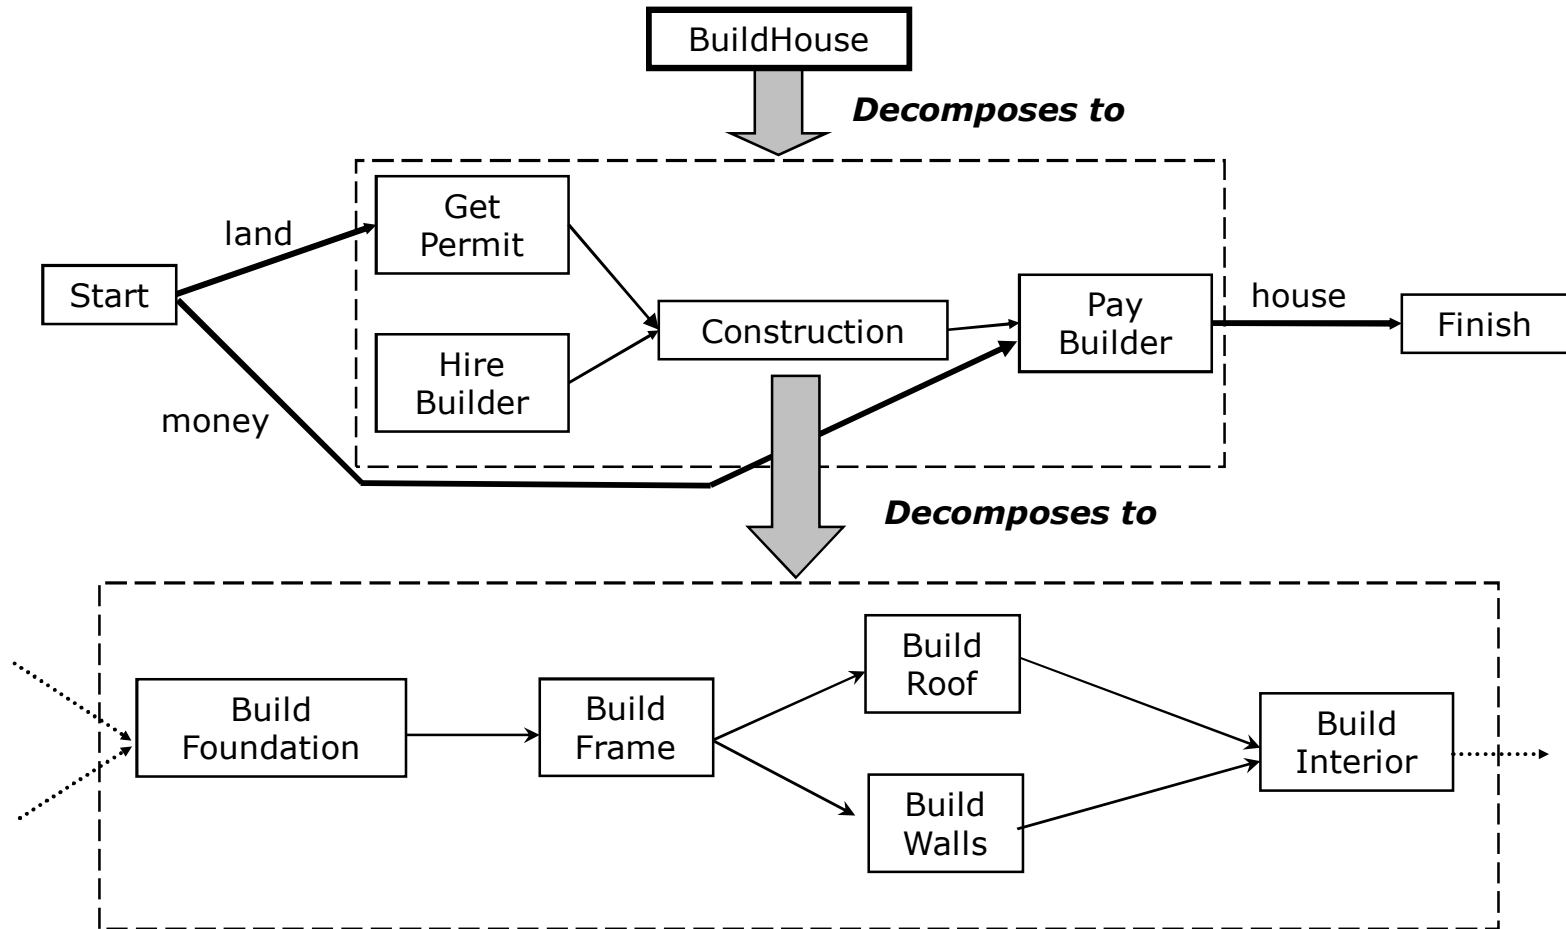 BuildHouse
Decomposes to
Get
Permit
land
Start
Hire
Builder
money
Construction
Pay
Builder
house
Finish
Decomposes to
Build
Foundation
Build
Frame
Build
Roof
Build
Walls
Build
Interior